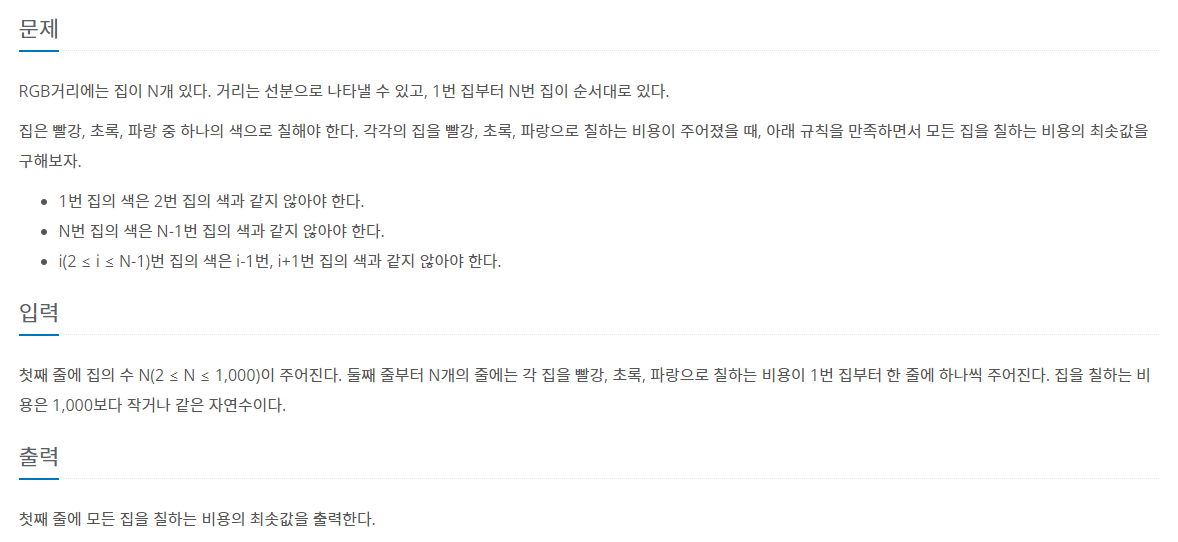 문제
RGB거리에는 집이 N개 있다. 거리는 선분으로 나타낼 수 있고, 1번 집부터 N번 집이 순서대로 있다.
집은 빨강, 초록, 파랑 중 하나의 색으로 칠해야 한다. 각각의 집을 빨강, 초록, 파랑으로 칠하는 비용이 주어졌을 때, 아래 규칙을 만족하면서 모든 집을 칠하는 비용의 최솟값을
구해보자.
• 1번 집의 색은 2번 집의 색과 같지 않아야 한다.
• N번 집의 색은 N-1번 집의 색과 같지 않아야 한다.
• i(2 ≤ i ≤ N-1)번 집의 색은 i-1번, i+1번 집의 색과 같지 않아야 한다.
입력
첫째 줄에 집의 수 N(2 ≤ N ≤ 1,000)이 주어진다. 둘째 줄부터 N개의 줄에는 각 집을 빨강, 초록, 파랑으로 칠하는 비용이 1번 집부터 한 줄에 하나씩 주어진다. 집을 칠하는 비
용은 1,000보다 작거나 같은 자연수이다.
출력
첫째 줄에 모든 집을 칠하는 비용의 최솟값을 출력한다.